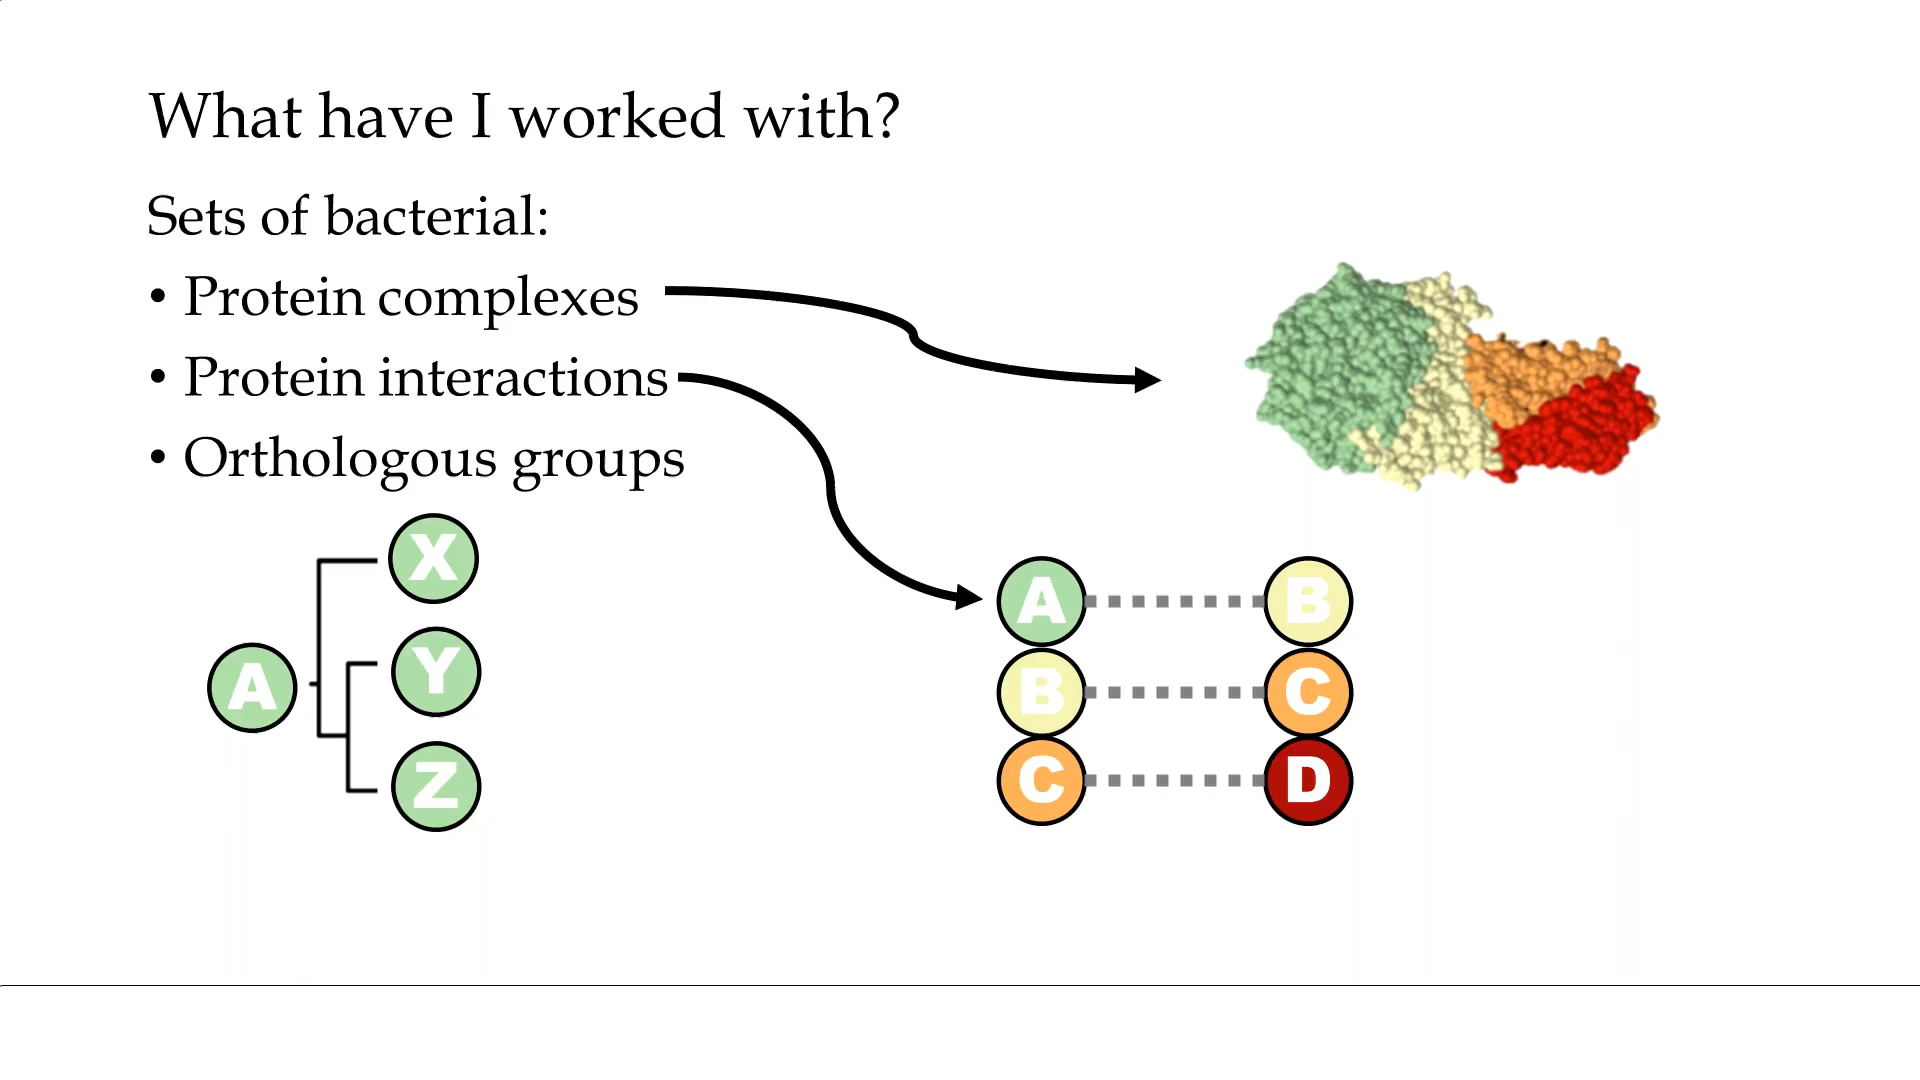 What have I worked with?
Sets of bacterial:
• Protein complexes
• Protein interactions
• Orthologous groups
X
A
Y
Z
A B
B C
C D